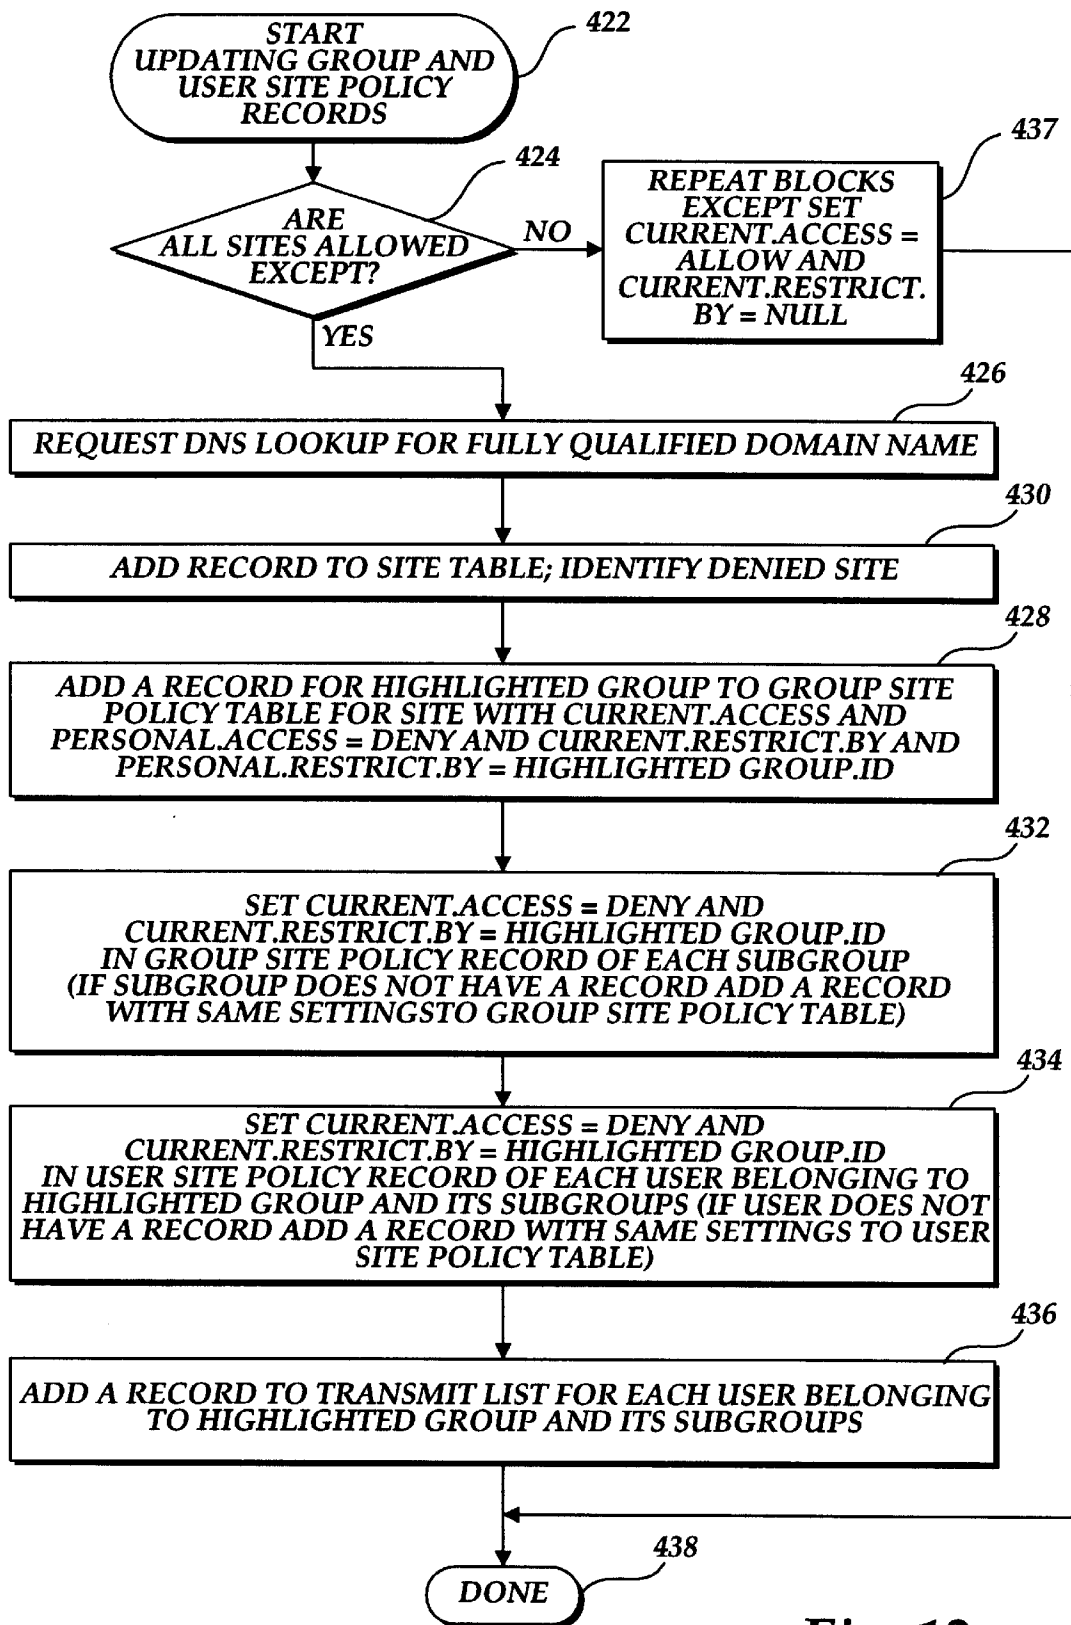 START
UPDATING GROUP AND
USER SITE POLICY
RECORDS
422
424
ARE
ALL SITES ALLOWED
EXCEPT?
NO
YES
437
REPEAT BLOCKS
EXCEPT SET
CURRENT.ACCESS =
ALLOW AND
CURRENT.RESTRICT.
BY = NULL
426
REQUEST DNS LOOKUP FOR FULLY QUALIFIED DOMAIN NAME
430
ADD RECORD TO SITE TABLE; IDENTIFY DENIED SITE
428
ADD A RECORD FOR HIGHLIGHTED GROUP TO GROUP SITE
POLICY TABLE FOR SITE WITH CURRENT.ACCESS AND
PERSONAL.ACCESS = DENY AND CURRENT.RESTRICT.BY AND
PERSONAL.RESTRICT.BY = HIGHLIGHTED GROUP.ID
432
SET CURRENT.ACCESS = DENY AND
CURRENT.RESTRICT.BY = HIGHLIGHTED GROUP.ID
IN GROUP SITE POLICY RECORD OF EACH SUBGROUP
(IF SUBGROUP DOES NOT HAVE A RECORD ADD A RECORD
WITH SAME SETTINGSTO GROUP SITE POLICY TABLE)
434
SET CURRENT.ACCESS = DENY AND
CURRENT.RESTRICT.BY = HIGHLIGHTED GROUP.ID
IN USER SITE POLICY RECORD OF EACH USER BELONGING TO
HIGHLIGHTED GROUP AND ITS SUBGROUPS (IF USER DOES NOT
HAVE A RECORD ADD A RECORD WITH SAME SETTINGS TO USER
SITE POLICY TABLE)
436
ADD A RECORD TO TRANSMIT LIST FOR EACH USER BELONGING
TO HIGHLIGHTED GROUP AND ITS SUBGROUPS
438
DONE